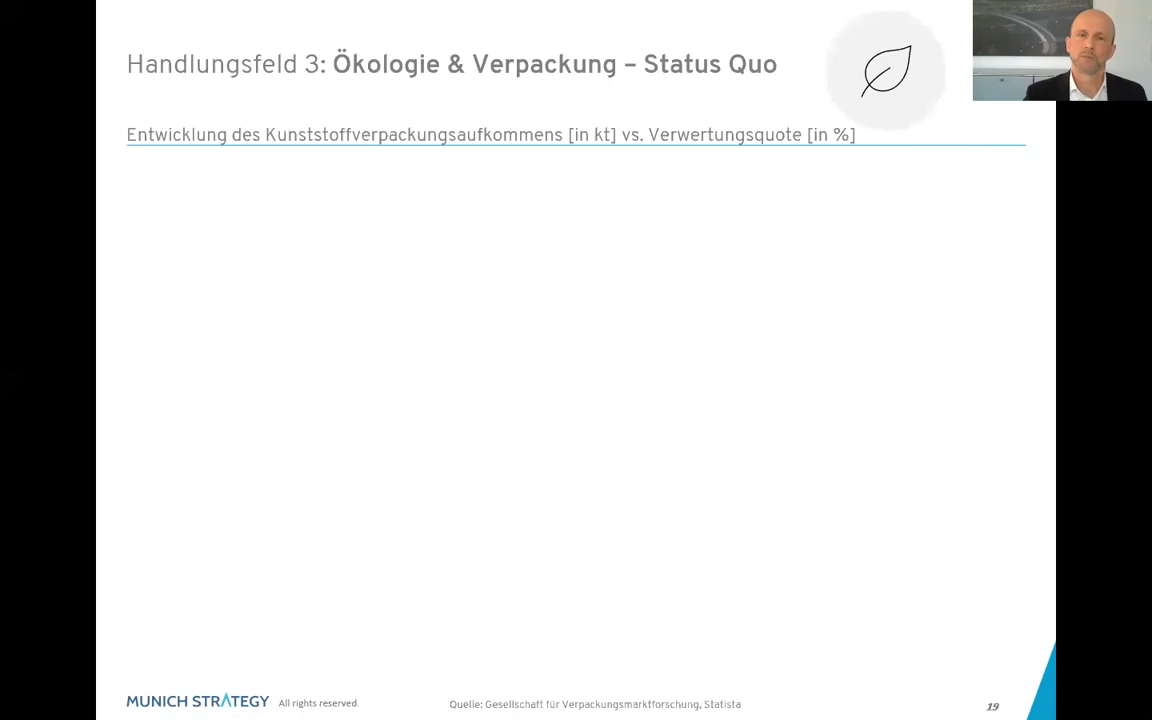 Handlungsfeld 3: Ökologie & Verpackung – Status Quo
Entwicklung des Kunststoffverpackungsaufkommens [in kt] vs. Verwertungsquote [in %]
MUNICH STRATEGY All rights reserved.
Quelle: Gesellschaft für Verpackungsmarktforschung, Statista
19